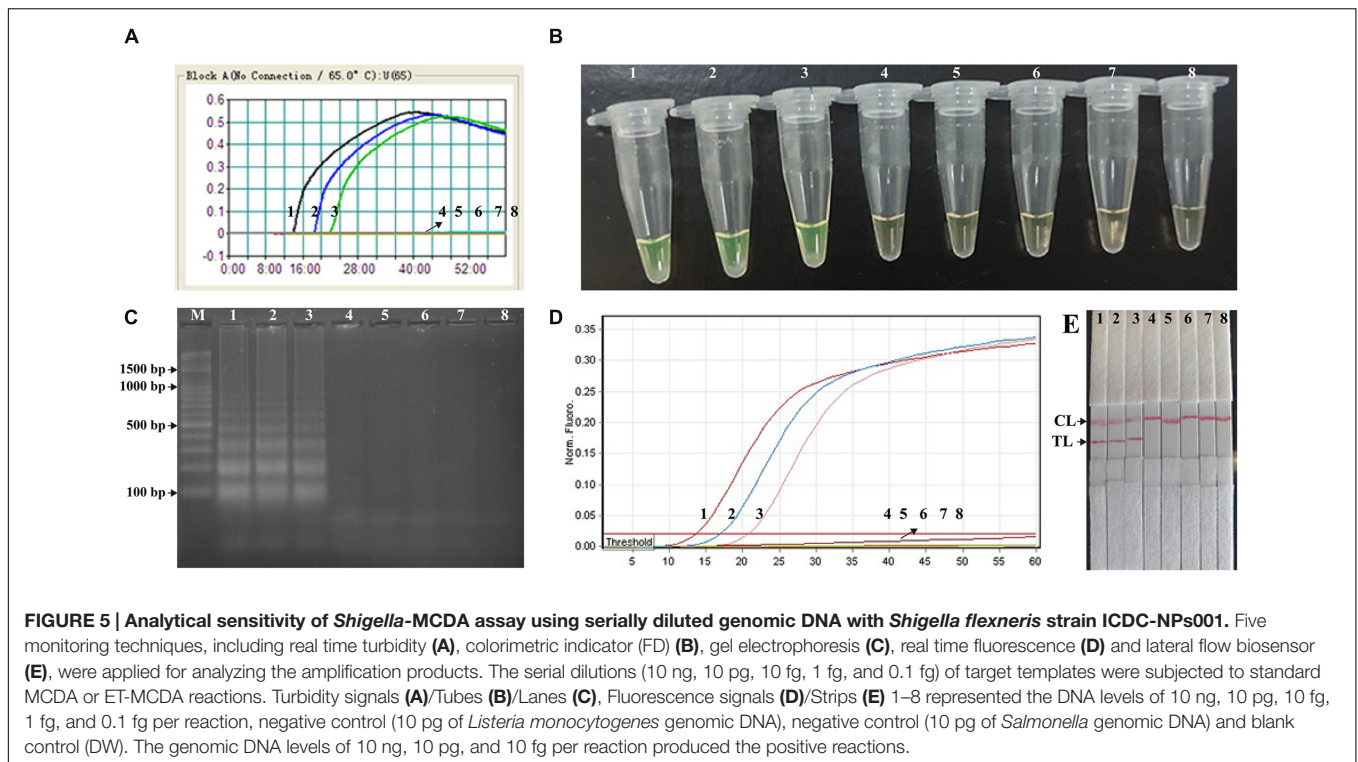 A
Block A(No Connection / 65.0° C):U(65)
0.6
0.5
0.4
0.3
0.2
0.1
0
-0.1
1 2 3 4 5 6 7 8
0:00 8:00 16:00 28:00 40:00 52:00
B
1 2 3 4 5 6 7 8
C
M 1 2 3 4 5 6 7 8
1500 bp
1000 bp
500 bp
100 bp
D
Norm. Fluoro.
0.35
0.30
0.25
0.20
0.15
0.10
0.05
0.00
1 2 3 4 5 6 7 8
Threshold
5 10 15 20 25 30 35 40 45 50 55 60
E
1 2 3 4 5 6 7 8
CL
TL
FIGURE 5 | Analytical sensitivity of Shigella-MCDA assay using serially diluted genomic DNA with Shigella flexneris strain ICDC-NPs001. Five
monitoring techniques, including real time turbidity (A), colorimetric indicator (FD) (B), gel electrophoresis (C), real time fluorescence (D) and lateral flow biosensor
(E), were applied for analyzing the amplification products. The serial dilutions (10 ng, 10 pg, 10 fg, 1 fg, and 0.1 fg) of target templates were subjected to standard
MCDA or ET-MCDA reactions. Turbidity signals (A)/Tubes (B)/Lanes (C), Fluorescence signals (D)/Strips (E) 1–8 represented the DNA levels of 10 ng, 10 pg, 10 fg,
1 fg, and 0.1 fg per reaction, negative control (10 pg of Listeria monocytogenes genomic DNA), negative control (10 pg of Salmonella genomic DNA) and blank
control (DW). The genomic DNA levels of 10 ng, 10 pg, and 10 fg per reaction produced the positive reactions.